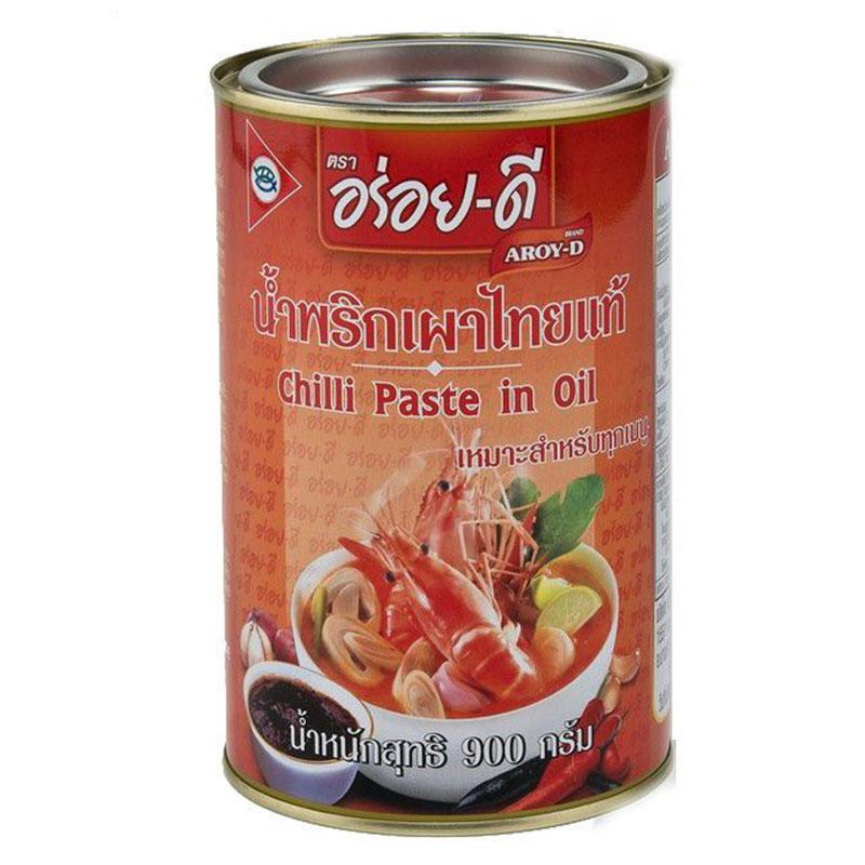 ตรา
อร่อย-ดี
BRAND
AROY-D
น้ำพริกเผาไทยแท้
Chilli Paste in Oil
เหมาะสำหรับทุกเมนู
น้ำหนักสุทธิ 900 กรัม